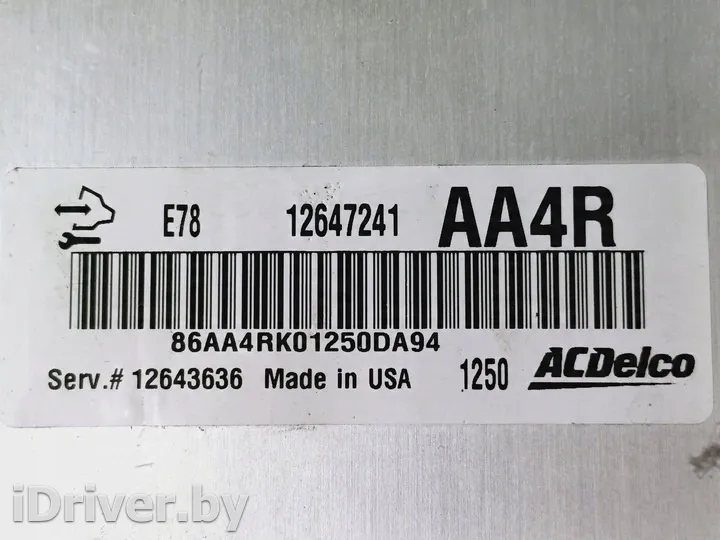 E78 12647241 AA4R
86AA4RK01250DA94
Serv.# 12643636 Made in USA 1250 ACDelco
iDriver.by